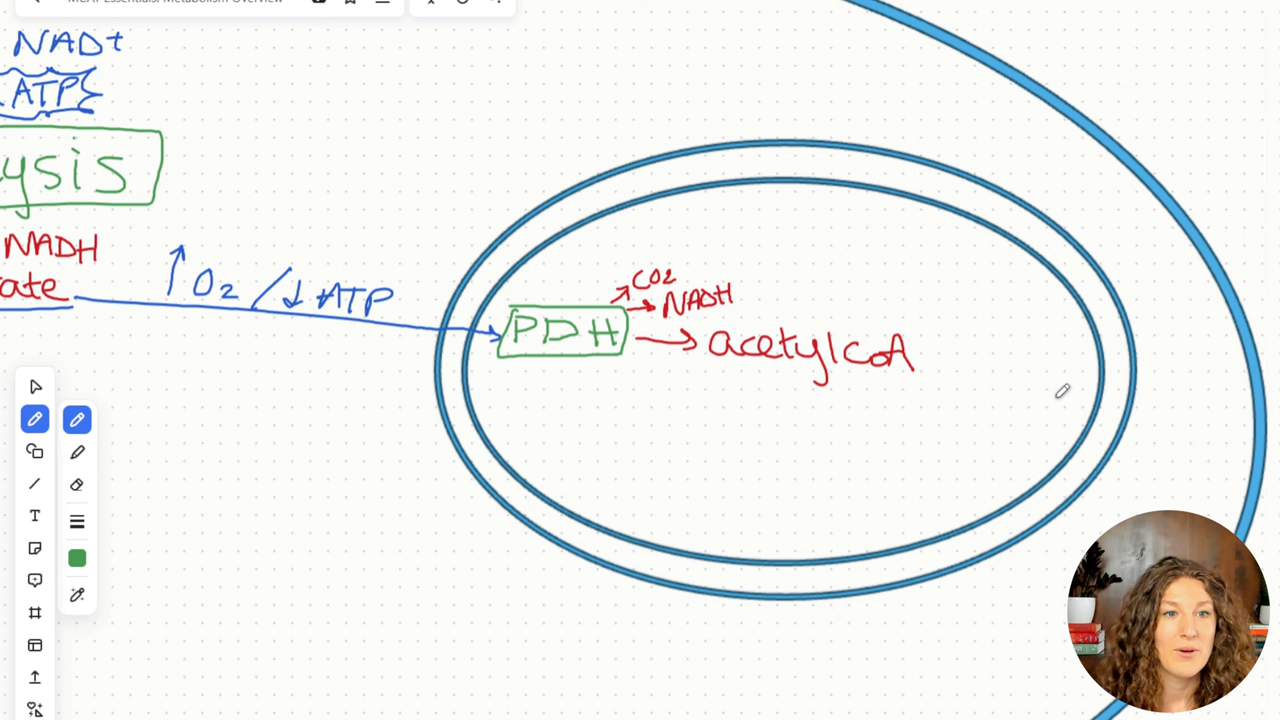 NAD+
ATP
ysis
NADH
ate
↑ O2 / ↓ ATP
CO2
NADH
PDH → acetylcoA
T